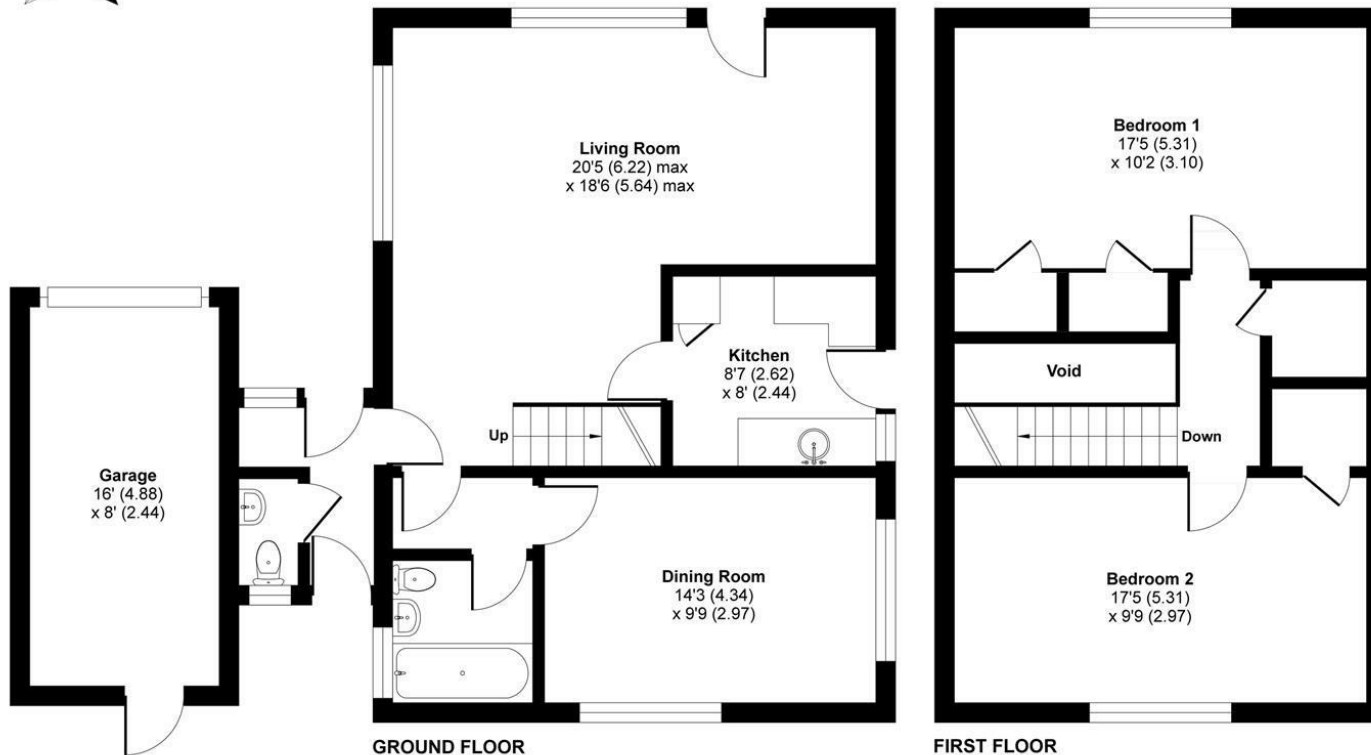 Living Room
20'5 (6.22) max
x 18'6 (5.64) max
Kitchen
8'7 (2.62)
x 8' (2.44)
Up
Garage
16' (4.88)
x 8' (2.44)
Dining Room
14'3 (4.34)
x 9'9 (2.97)
GROUND FLOOR
Bedroom 1
17'5 (5.31)
x 10'2 (3.10)
Void
Down
Bedroom 2
17'5 (5.31)
x 9'9 (2.97)
FIRST FLOOR